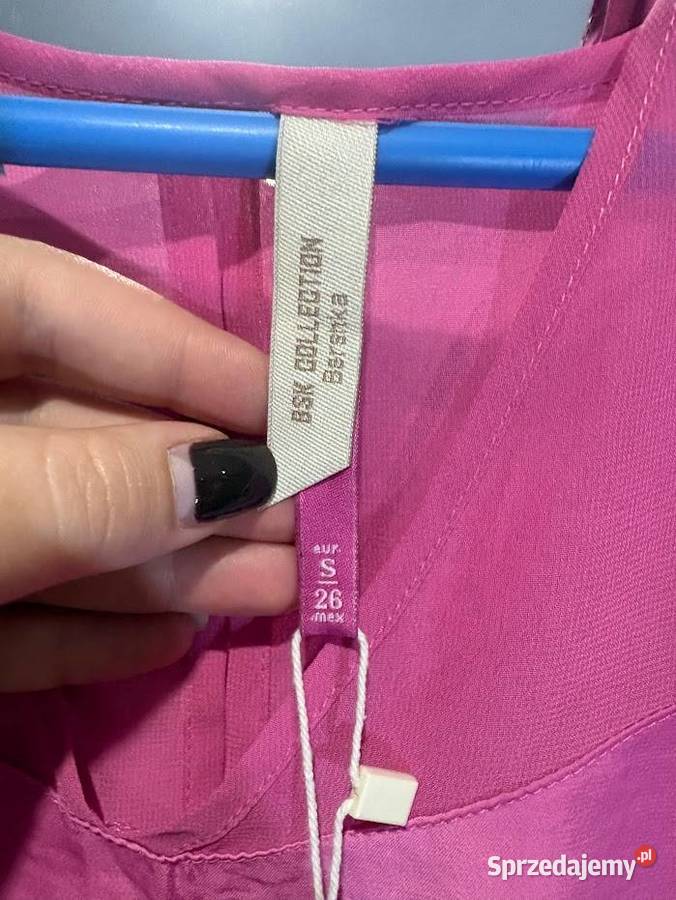 BSK COLLECTION
Bershka
eur.
S
26
.mex
Sprzedajemy.pl